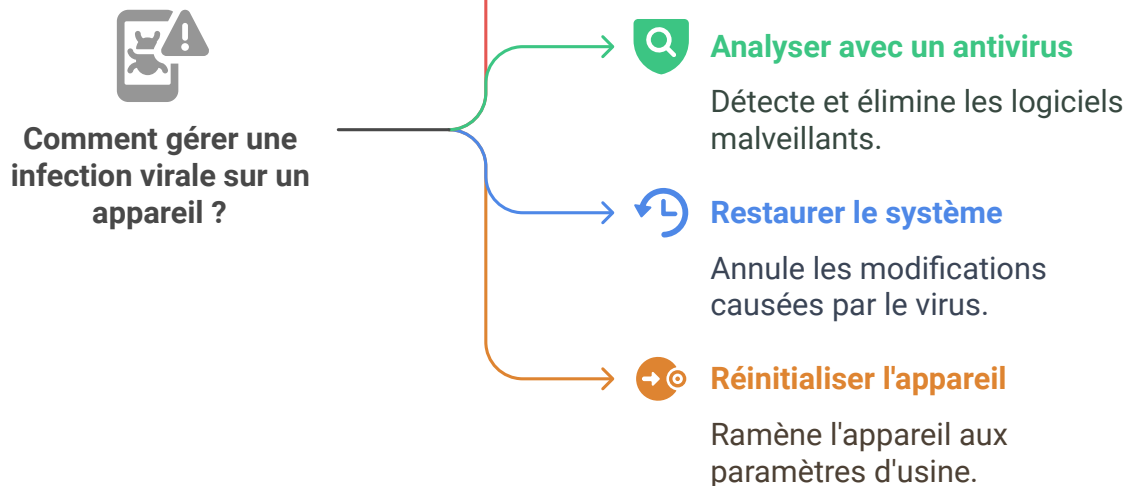 Comment gérer une
infection virale sur un
appareil ?
Analyser avec un antivirus
Détecte et élimine les logiciels
malveillants.
Restaurer le système
Annule les modifications
causées par le virus.
Réinitialiser l'appareil
Ramène l'appareil aux
paramètres d'usine.